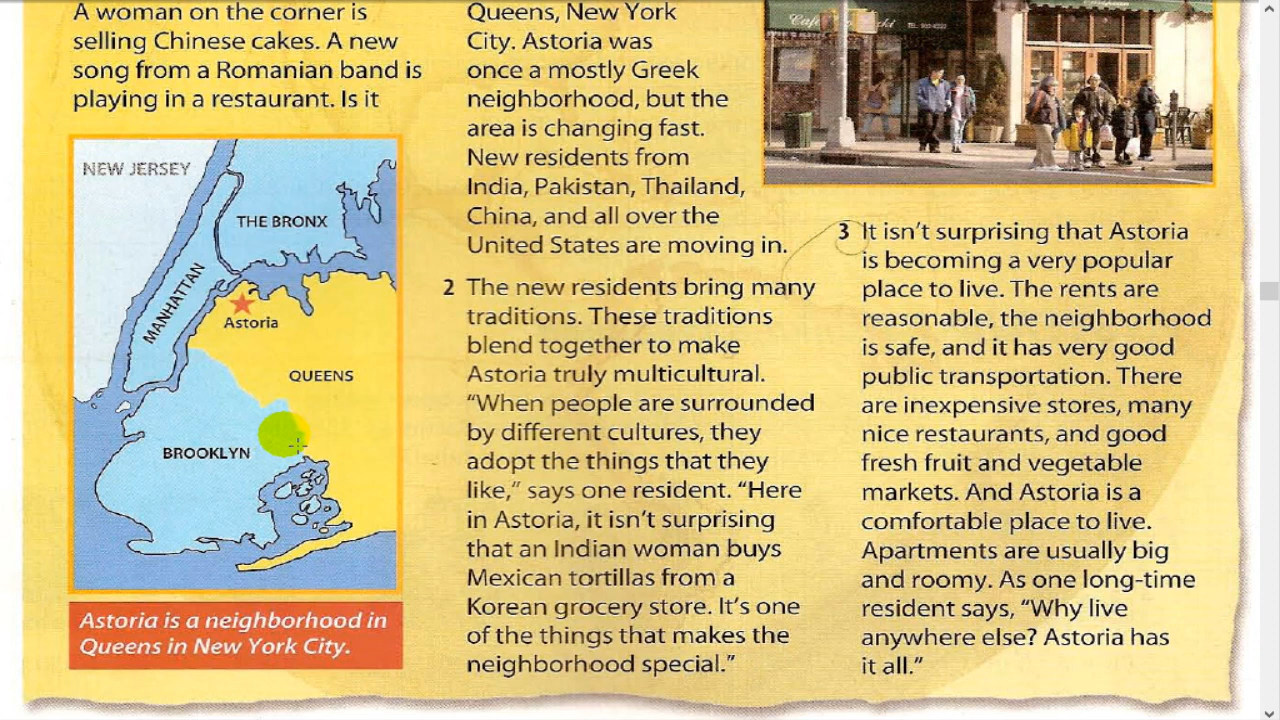 A woman on the corner is
selling Chinese cakes. A new
song from a Romanian band is
playing in a restaurant. Is it
NEW JERSEY
THE BRONX
MANHATTAN
Astoria
QUEENS
BROOKLYN
Astoria is a neighborhood in
Queens in New York City.
Queens, New York
City. Astoria was
once a mostly Greek
neighborhood, but the
area is changing fast.
New residents from
India, Pakistan, Thailand,
China, and all over the
United States are moving in.
2 The new residents bring many
traditions. These traditions
blend together to make
Astoria truly multicultural.
“When people are surrounded
by different cultures, they
adopt the things that they
like,” says one resident. “Here
in Astoria, it isn’t surprising
that an Indian woman buys
Mexican tortillas from a
Korean grocery store. It’s one
of the things that makes the
neighborhood special.”
3 It isn’t surprising that Astoria
is becoming a very popular
place to live. The rents are
reasonable, the neighborhood
is safe, and it has very good
public transportation. There
are inexpensive stores, many
nice restaurants, and good
fresh fruit and vegetable
markets. And Astoria is a
comfortable place to live.
Apartments are usually big
and roomy. As one long-time
resident says, “Why live
anywhere else? Astoria has
it all.”